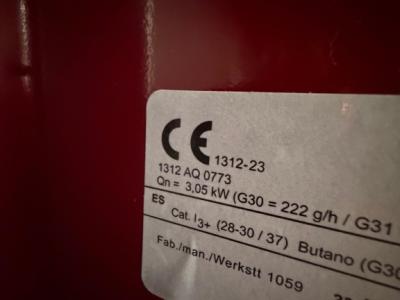 CE 1312-23
1312 AQ 0773
Qn = 3,05 kW (G30 = 222 g/h / G31
ES Cat. I3+ (28-30 / 37) Butano (G30
Fab./man./Werkstt 1059